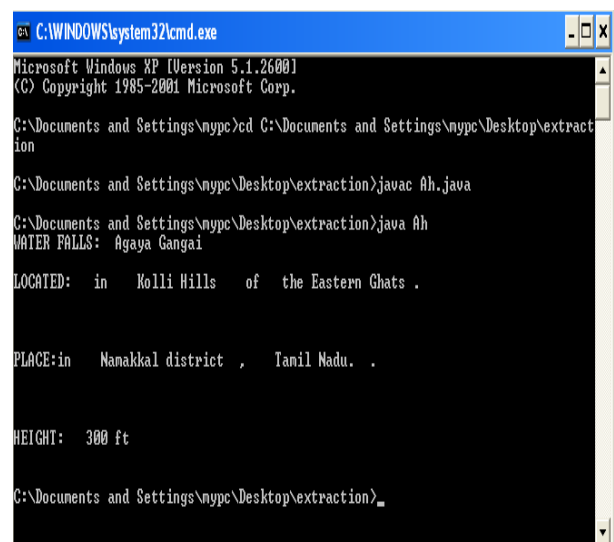 C:\WINDOWS\system32\cmd.exe
Microsoft Windows XP [Version 5.1.2600]
(C) Copyright 1985-2001 Microsoft Corp.
C:\Documents and Settings\mypc>cd C:\Documents and Settings\mypc\Desktop\extract
ion
C:\Documents and Settings\mypc\Desktop\extraction>javac Ah.java
C:\Documents and Settings\mypc\Desktop\extraction>java Ah
WATER FALLS:  Agaya Gangai
LOCATED:   in    Kolli Hills    of   the Eastern Ghats .
PLACE:in    Namakkal district  ,    Tamil Nadu.  .
HEIGHT:   300 ft
C:\Documents and Settings\mypc\Desktop\extraction>_